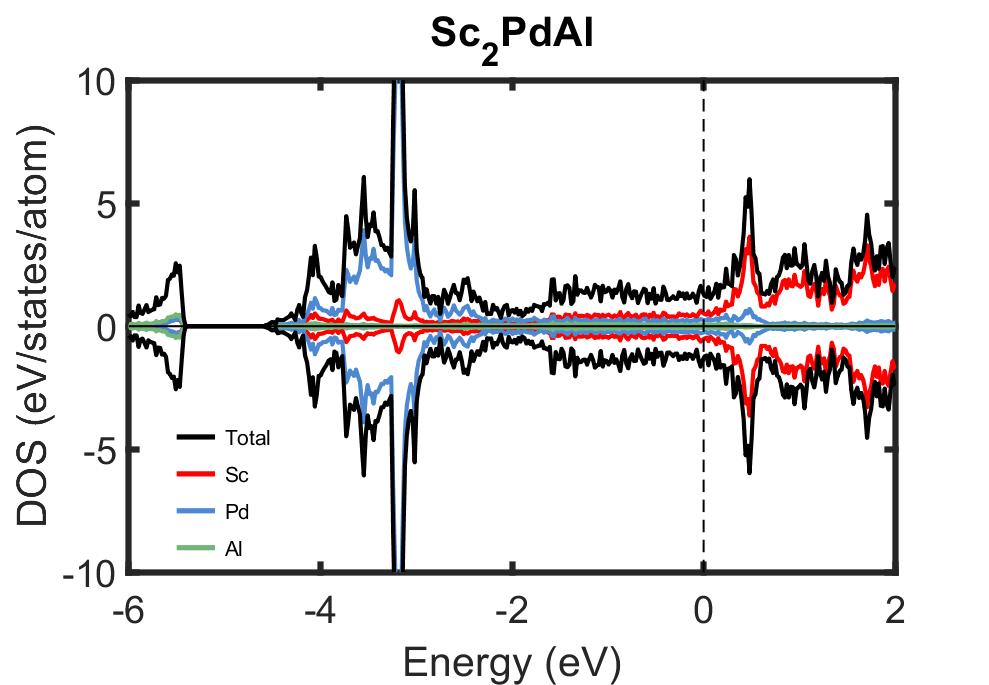 Sc₂PdAl
10
5
0
-5
-10
DOS (eV/states/atom)
Total
Sc
Pd
Al
-6 -4 -2 0 2
Energy (eV)